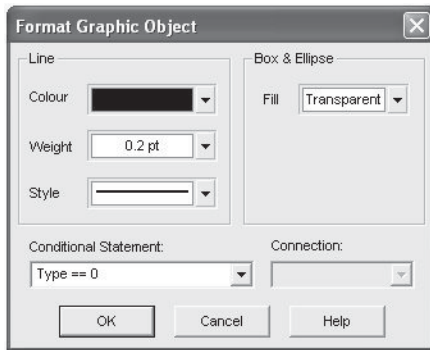 Format Graphic Object
Line
Box & Ellipse
Colour
Fill
Transparent
Weight
0.2 pt
Style
Conditional Statement:
Connection:
Type == 0
OK
Cancel
Help